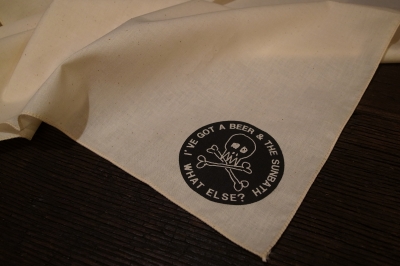 I'VE GOT A BEER & THE SUNBATH
WHAT ELSE?